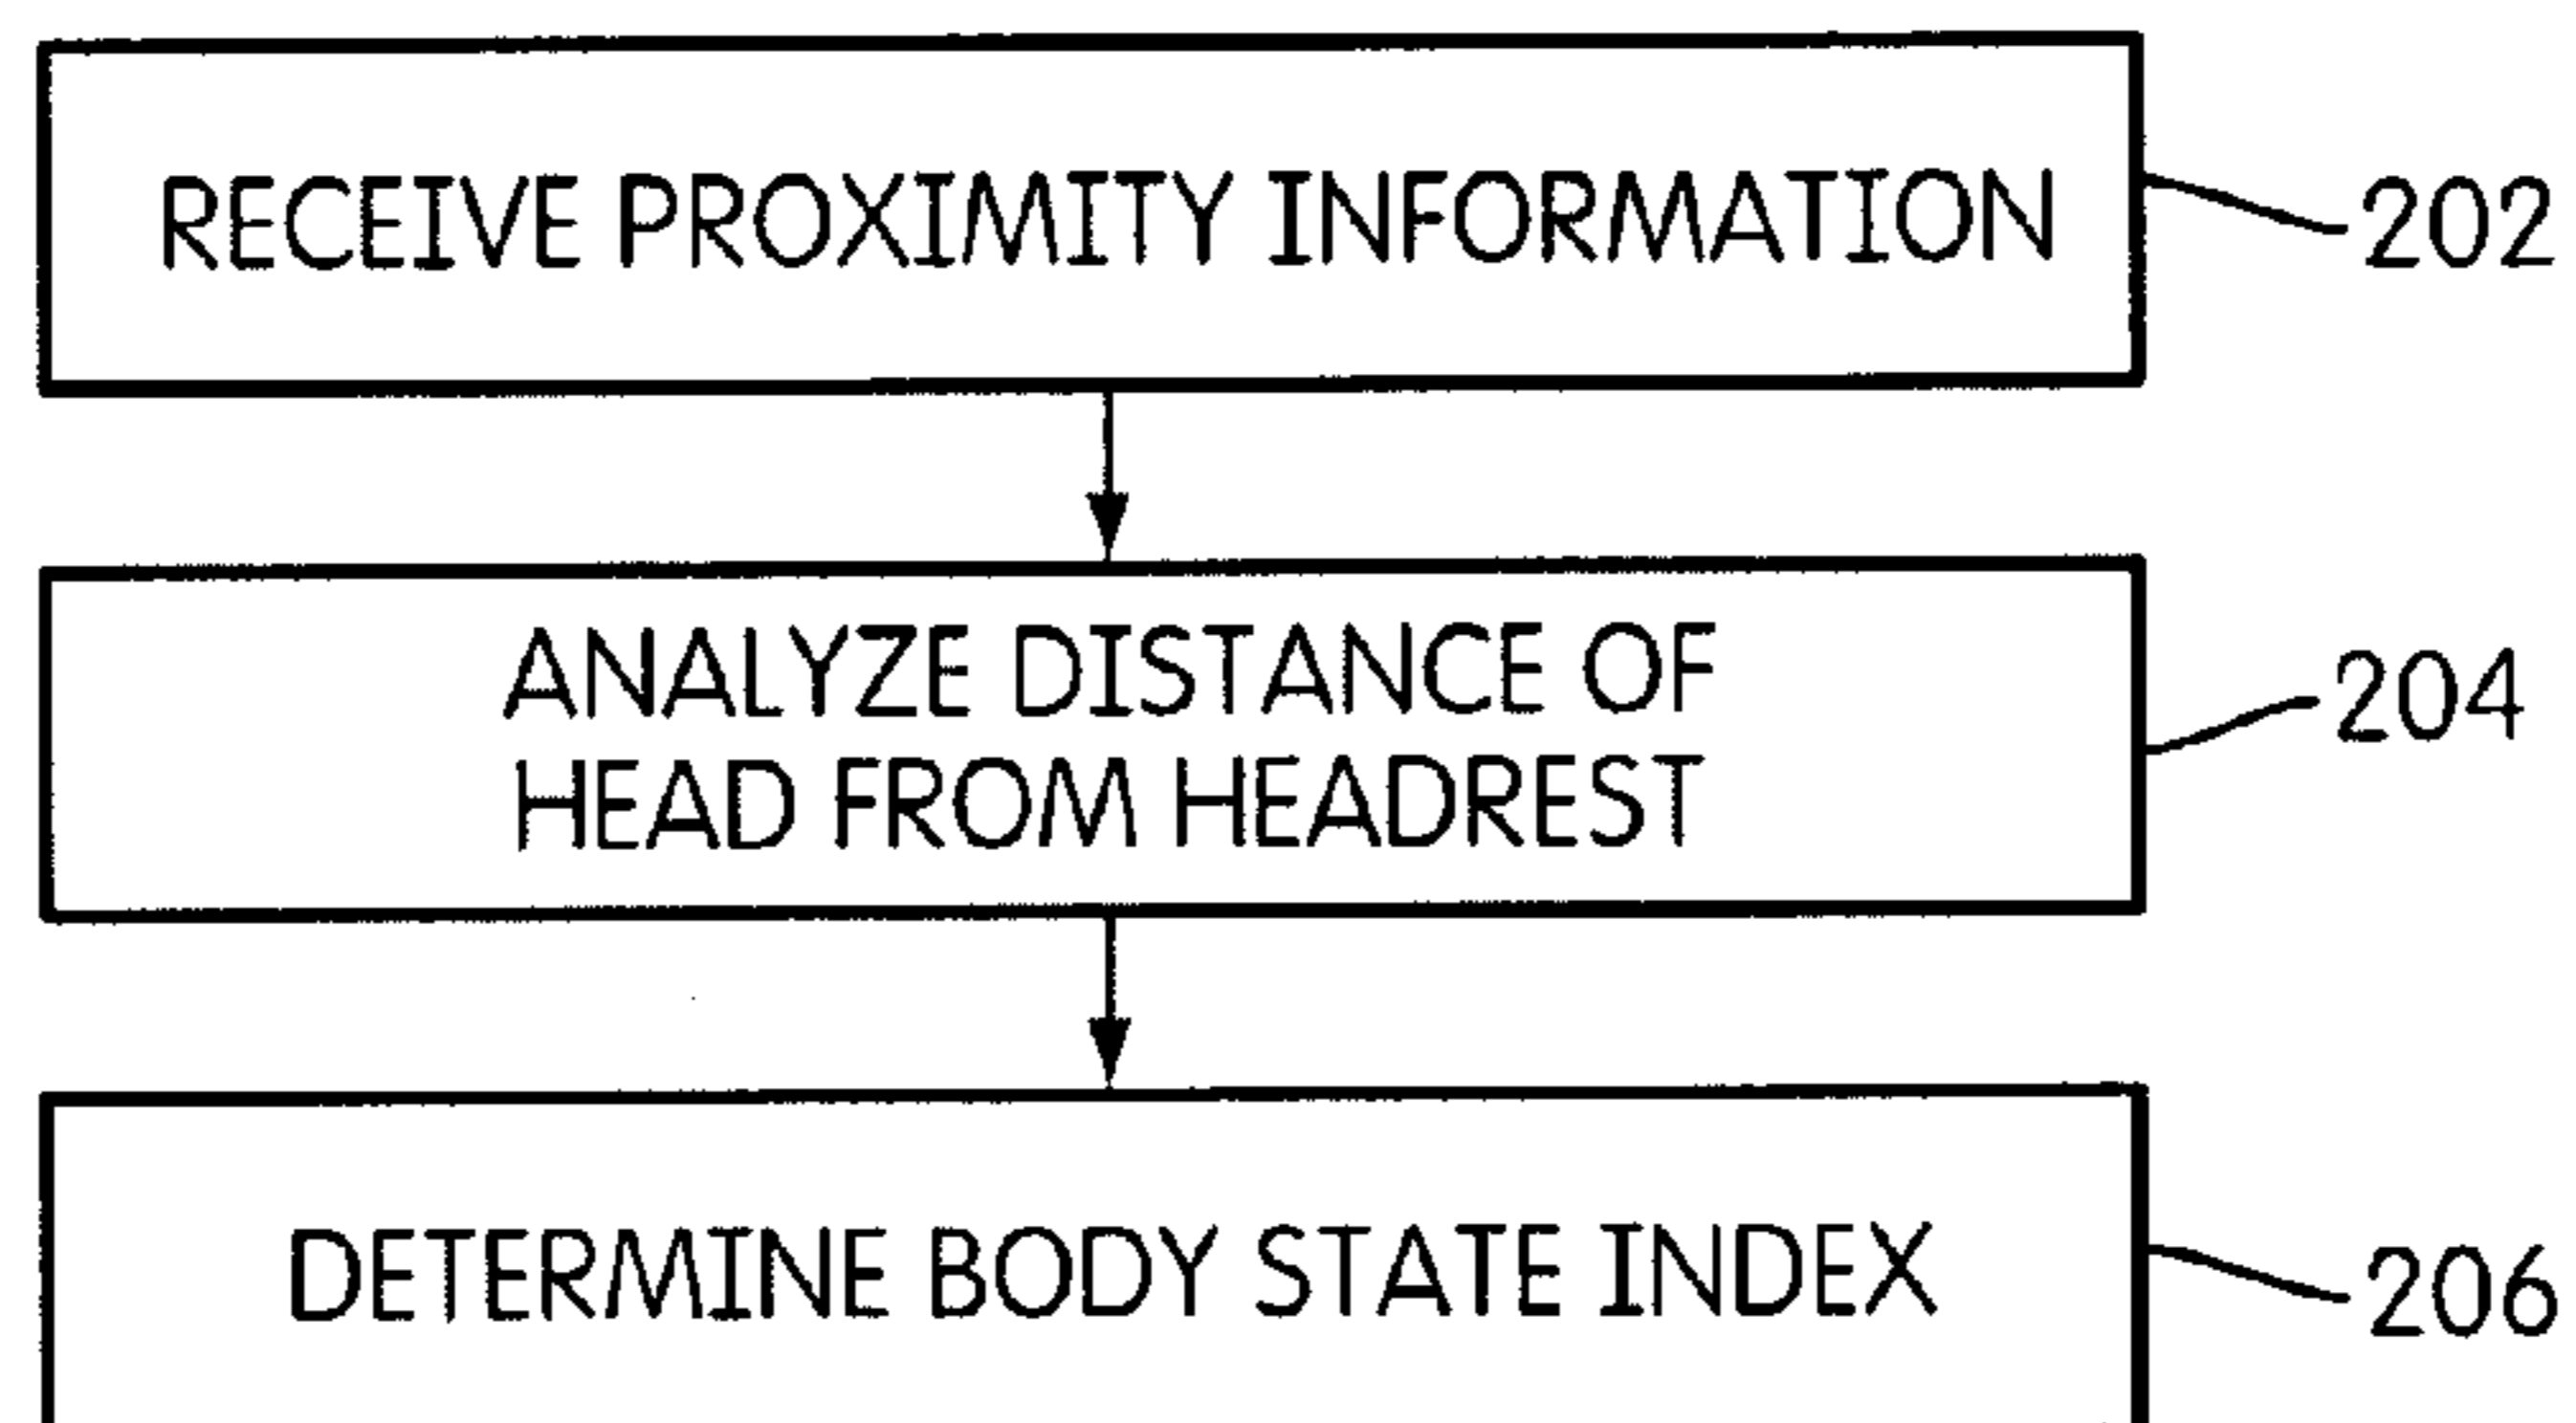 RECEIVE PROXIMITY INFORMATION
202
ANALYZE DISTANCE OF
HEAD FROM HEADREST
204
DETERMINE BODY STATE INDEX
206